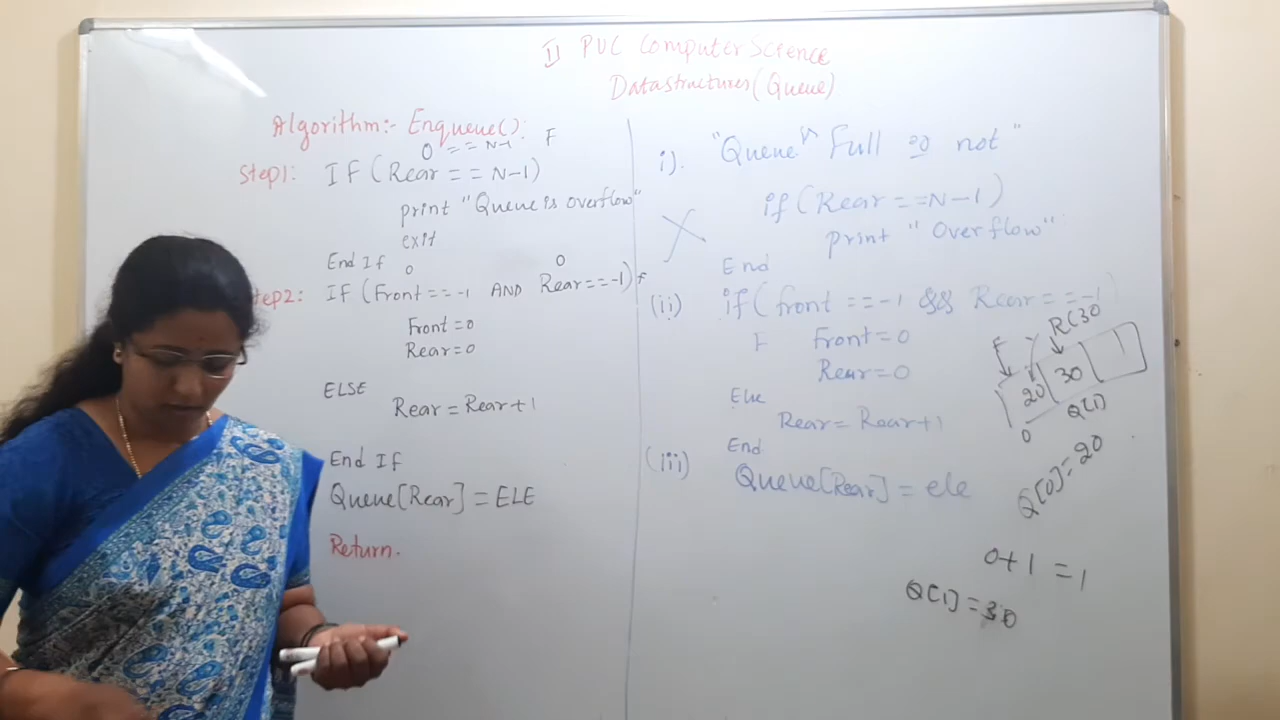 II PUC Computer Science
Datastructures (Queue)
Algorithm:- Enqueue():
0 == N-1 F
Step1: IF (Rear == N-1)
print "Queue is overflow"
exit
End If
0 0
tep2: IF (Front == -1 AND Rear == -1) f
Front = 0
Rear = 0
ELSE
Rear = Rear + 1
End If
Queue[Rear] = ELE
Return.
i). "Queue" Full or not"
if (Rear == N-1)
print "Overflow"
End
(ii) if (front == -1 && Rear == -1)
F Front = 0
Rear = 0
Else
Rear = Rear + 1
End
(iii) Queue[Rear] = ele
F R(30
20 30
0 Q(1)
Q[0] = 20
0 + 1 = 1
Q[1] = 30